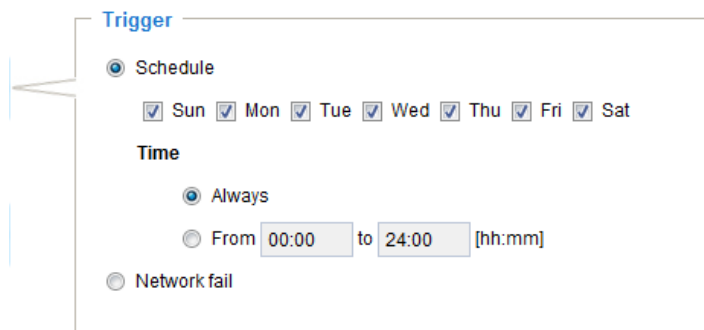 Trigger
Schedule
Sun Mon Tue Wed Thu Fri Sat
Time
Always
From 00:00 to 24:00 [hh:mm]
Network fail